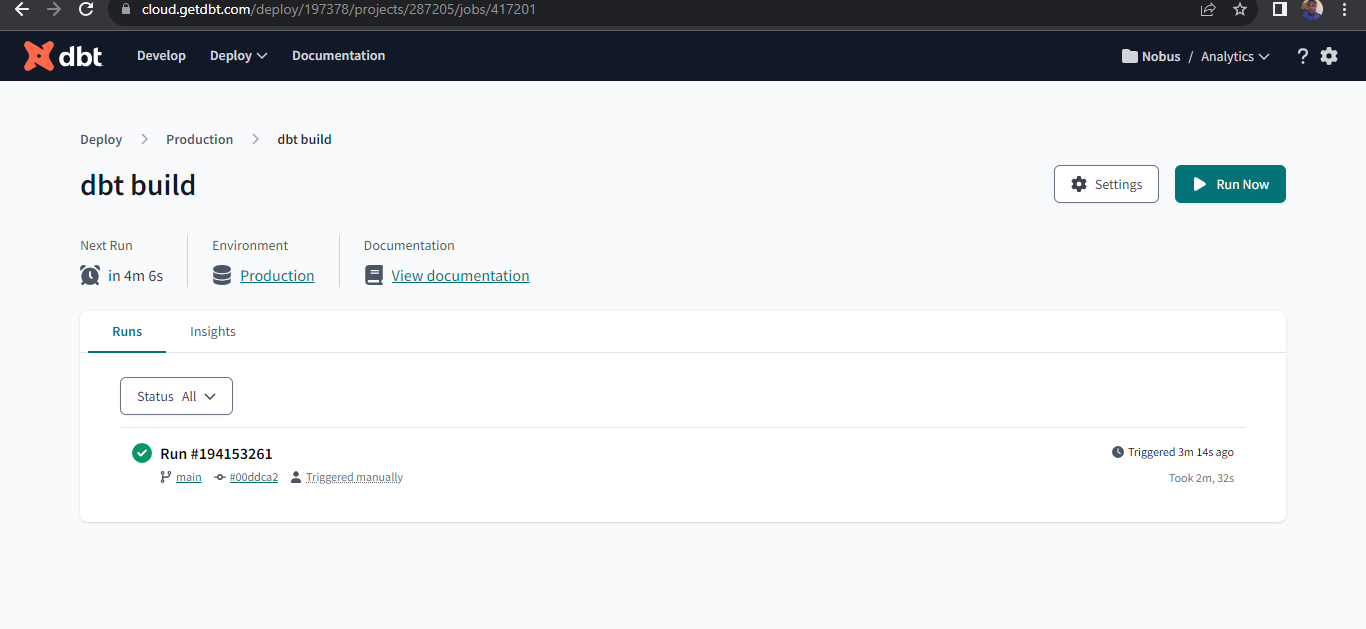 cloud.getdbt.com/deploy/197378/projects/287205/jobs/417201
dbt Develop Deploy Documentation Nobus / Analytics ?
Deploy > Production > dbt build
dbt build
Settings Run Now
Next Run Environment Documentation
in 4m 6s Production View documentation
Runs Insights
Status All
Run #194153261 Triggered 3m 14s ago
main #00ddca2 Triggered manually Took 2m, 32s